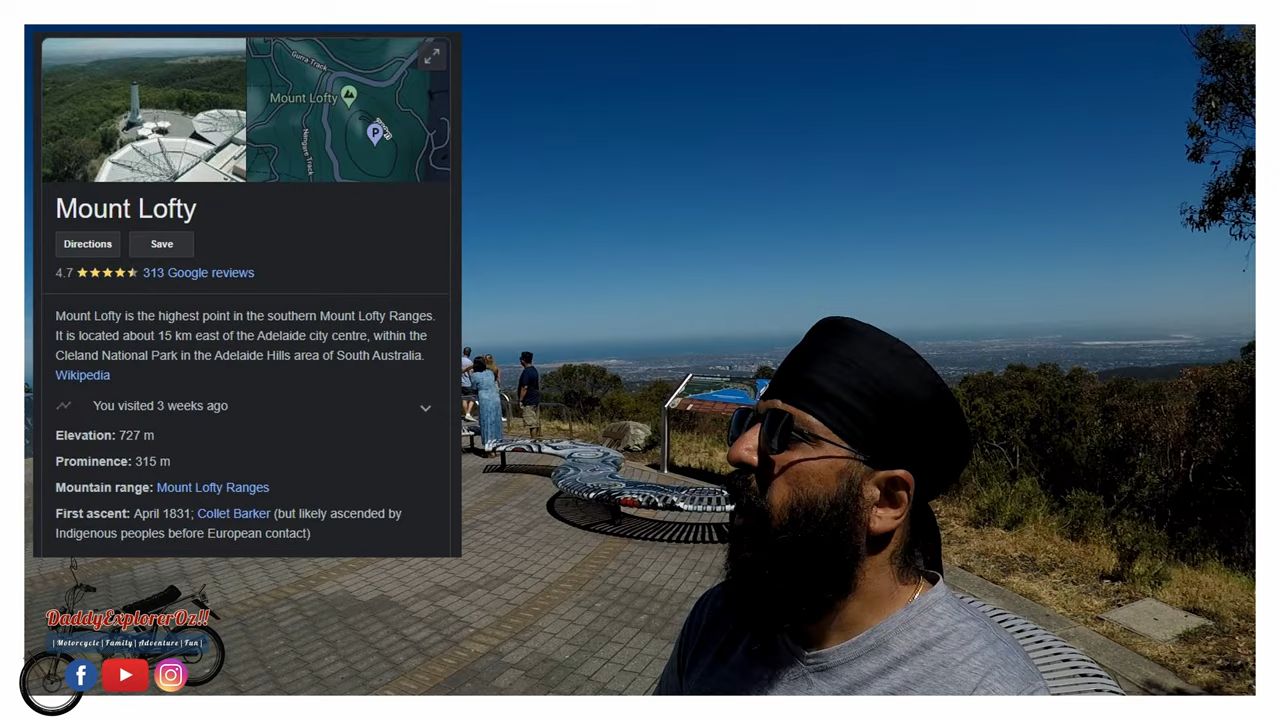 Gurra Track
Mount Lofty
P
Nangare Track
Mount Lofty
Directions
Save
4.7
313 Google reviews
Mount Lofty is the highest point in the southern Mount Lofty Ranges.
It is located about 15 km east of the Adelaide city centre, within the
Cleland National Park in the Adelaide Hills area of South Australia.
Wikipedia
You visited 3 weeks ago
Elevation: 727 m
Prominence: 315 m
Mountain range: Mount Lofty Ranges
First ascent: April 1831; Collet Barker (but likely ascended by
Indigenous peoples before European contact)
DaddyExplorerOz!!
| Motorcycle | Family | Adventure | Fun |
f